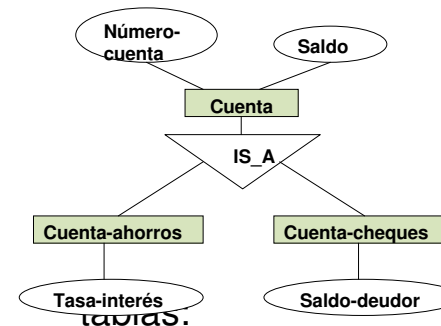 Número-
cuenta
Saldo
Cuenta
IS_A
Cuenta-ahorros
Cuenta-cheques
Tasa-interés
Saldo-deudor
tablas: